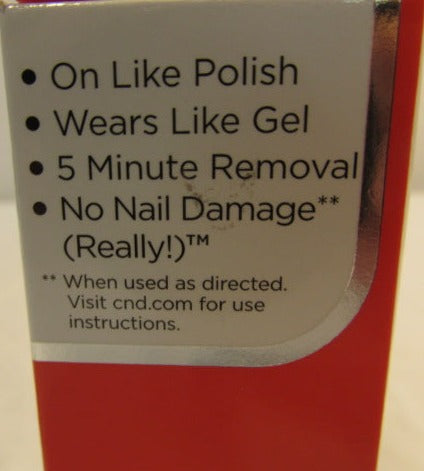 • On Like Polish
• Wears Like Gel
• 5 Minute Removal
• No Nail Damage**
(Really!)™
** When used as directed.
Visit cnd.com for use
instructions.